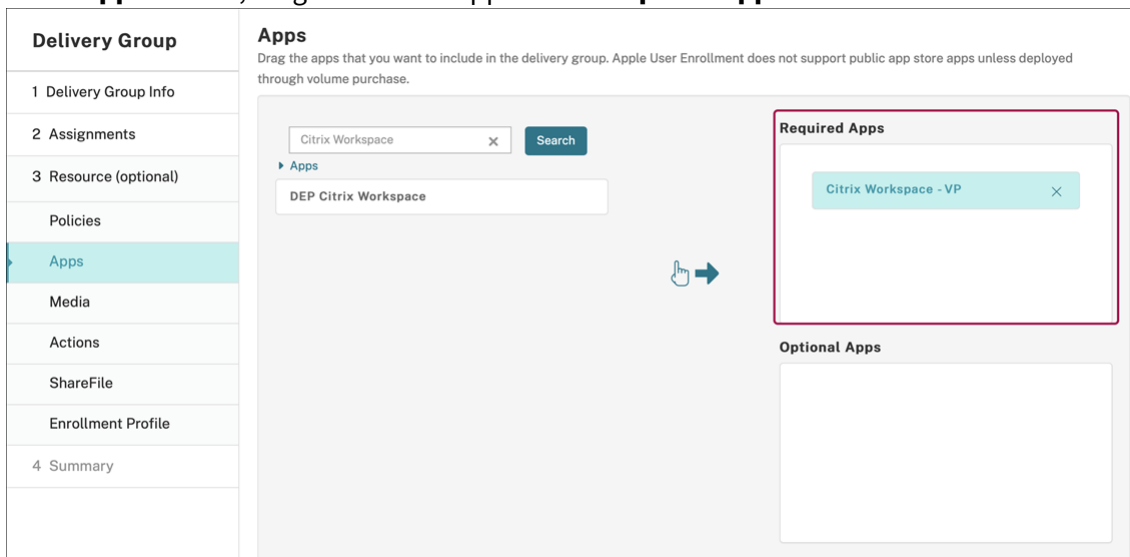 Delivery Group
1 Delivery Group Info
2 Assignments
3 Resource (optional)
Policies
Apps
Media
Actions
ShareFile
Enrollment Profile
4 Summary
Apps
Drag the apps that you want to include in the delivery group. Apple User Enrollment does not support public app store apps unless deployed
through volume purchase.
Citrix Workspace
Search
Apps
DEP Citrix Workspace
Required Apps
Citrix Workspace - VP
Optional Apps